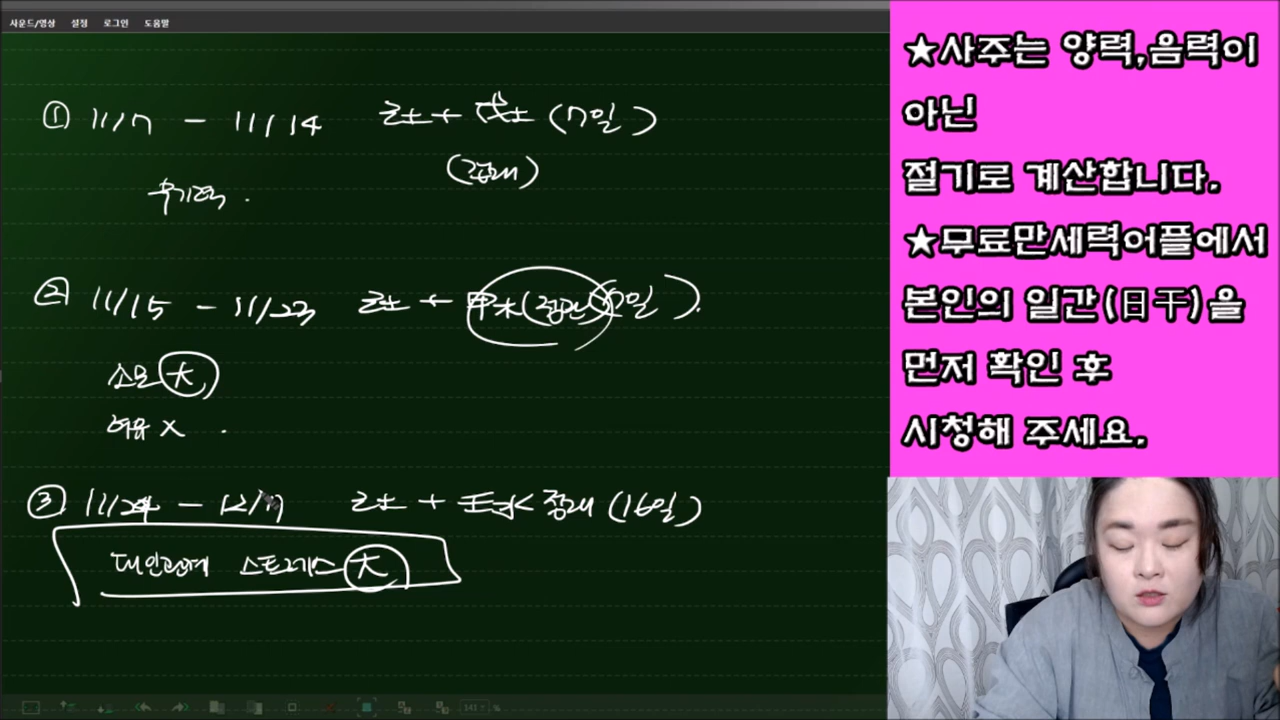 사운드/영상 설정 로그인 도움말
① 11/7 - 11/14 己土 + 戊土 (7일)
(겁재)
무기력.
② 11/15 - 11/23 己土 + 甲木(정관)(7일).
소모 大
여유 X.
③ 11/24 - 12/7 己土 + 壬水 정재 (16일)
대인관계 스트레스 大
141 %
★사주는 양력,음력이
아닌
절기로 계산합니다.
★무료만세력어플에서
본인의 일간(日干)을
먼저 확인 후
시청해 주세요.